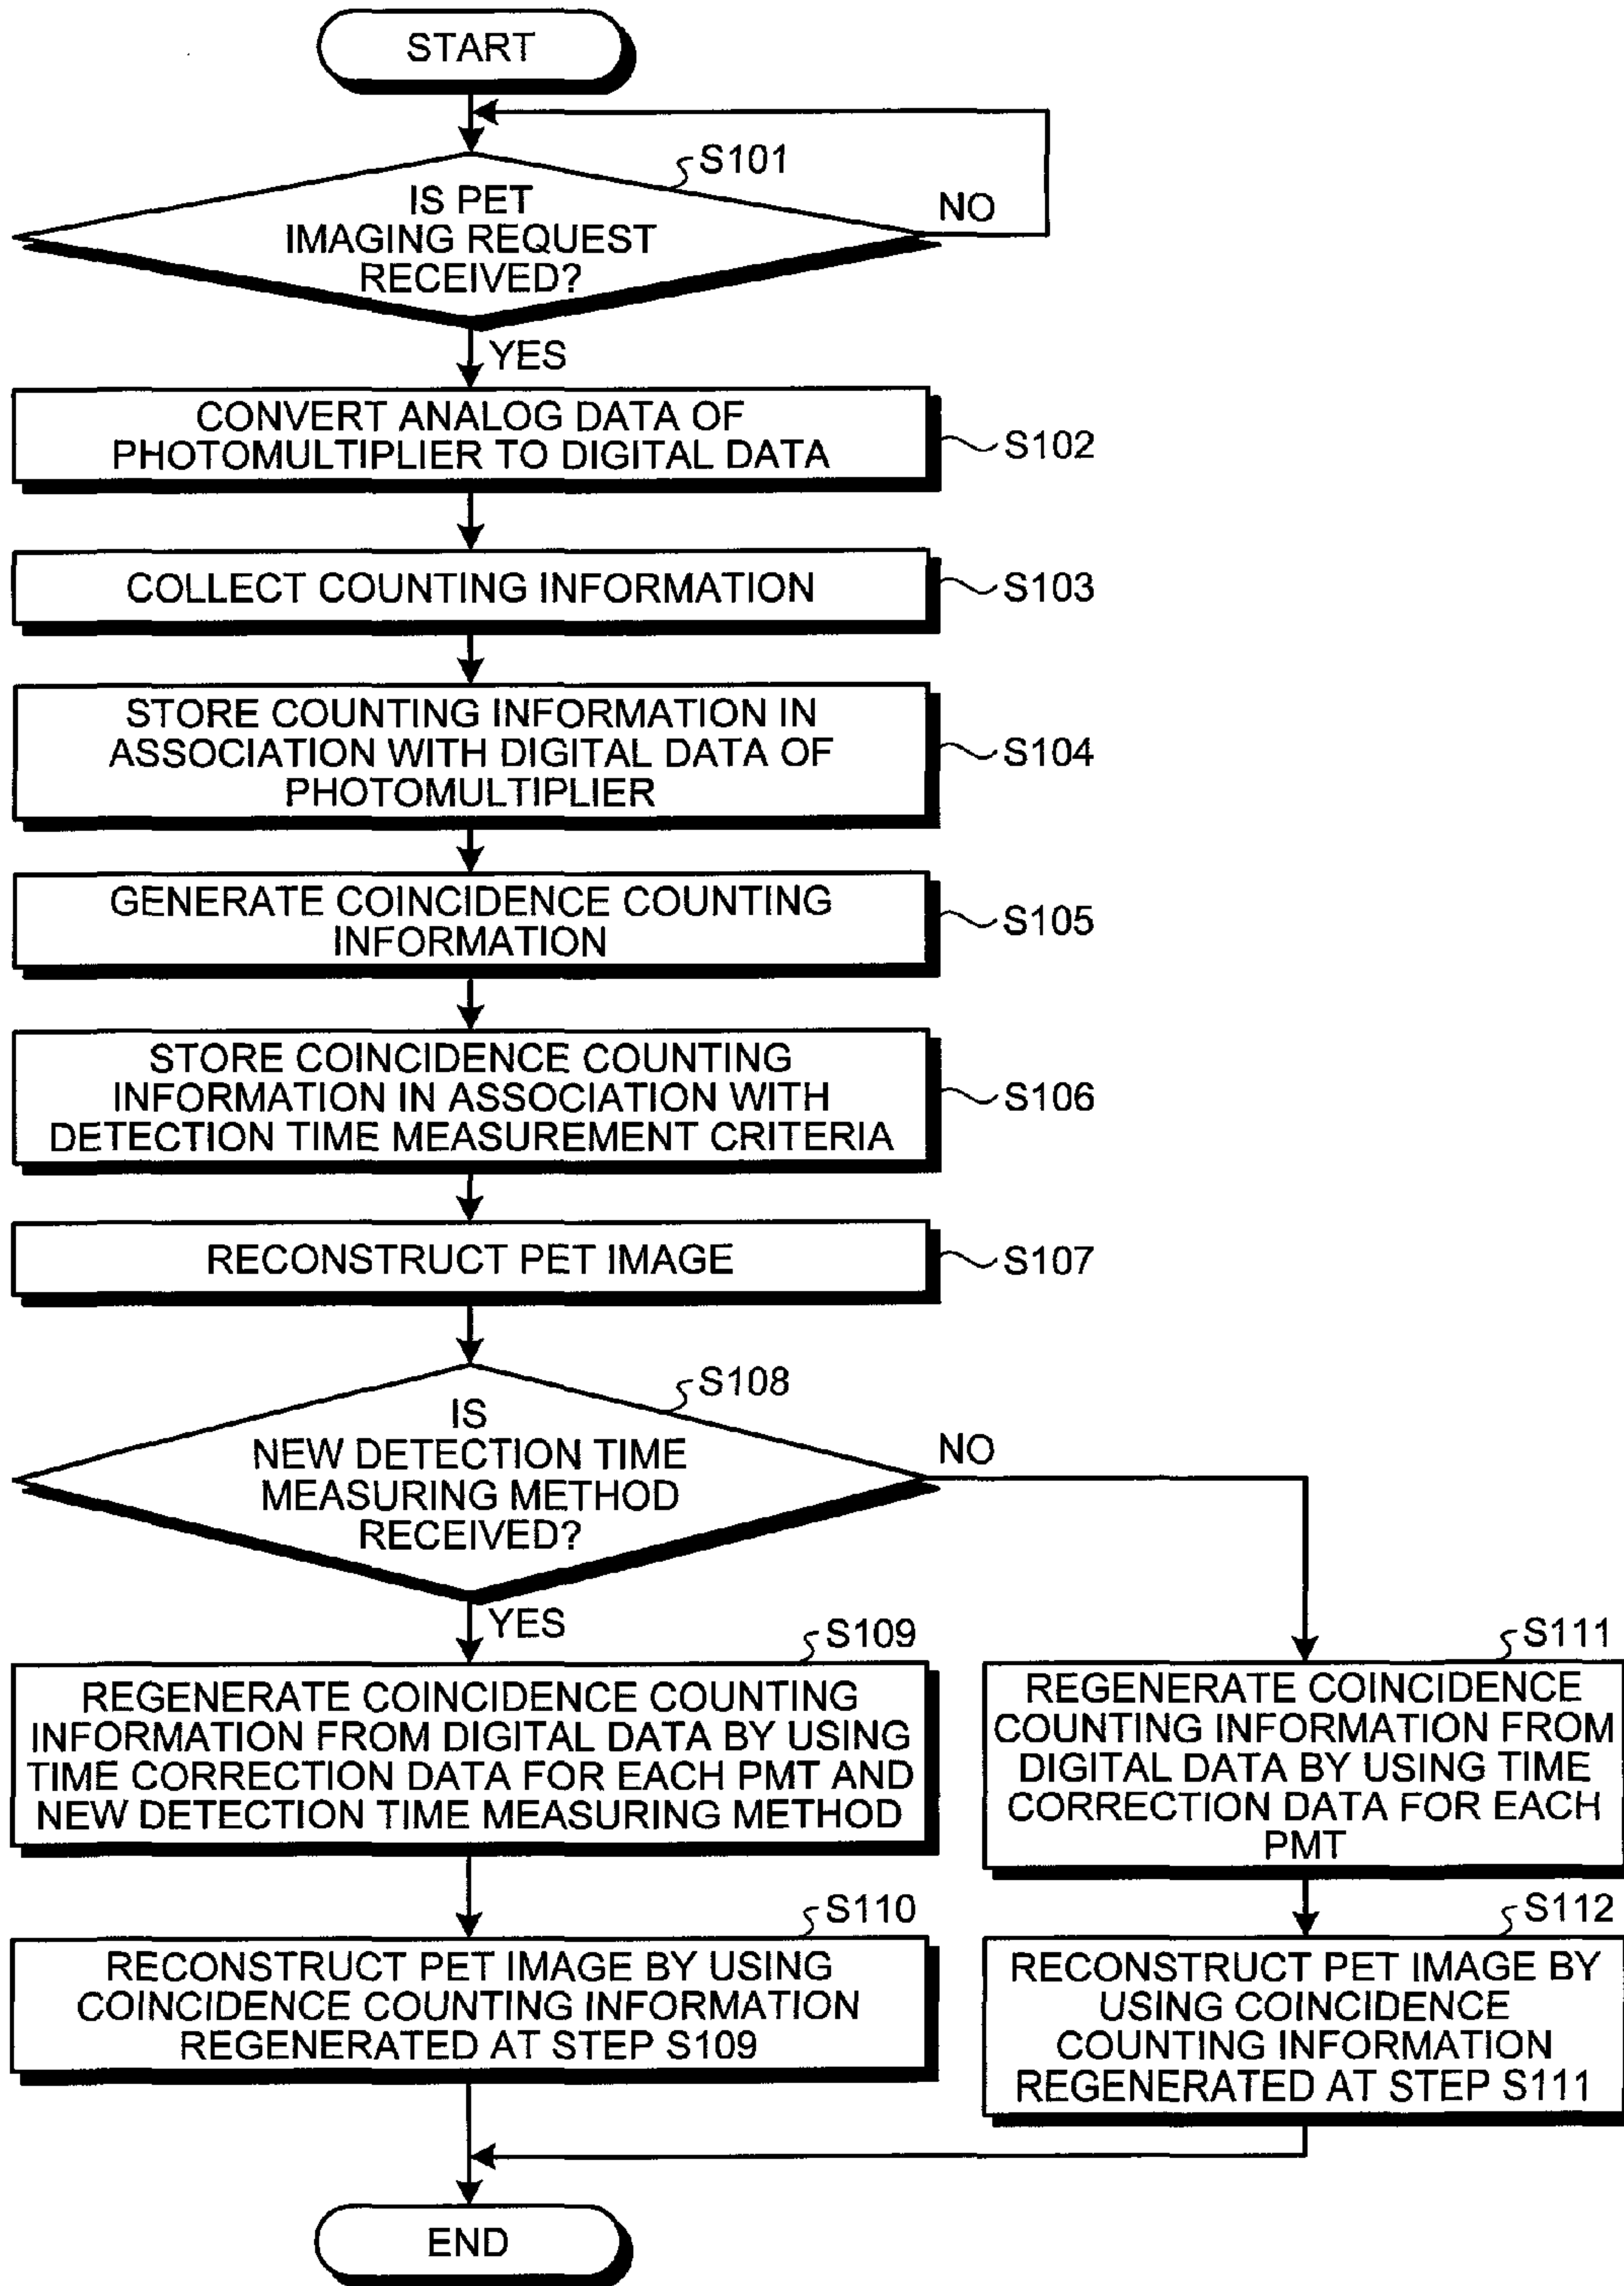 START
S101
IS PET
IMAGING REQUEST
RECEIVED?
NO
YES
CONVERT ANALOG DATA OF
PHOTOMULTIPLIER TO DIGITAL DATA
S102
COLLECT COUNTING INFORMATION
S103
STORE COUNTING INFORMATION IN
ASSOCIATION WITH DIGITAL DATA OF
PHOTOMULTIPLIER
S104
GENERATE COINCIDENCE COUNTING
INFORMATION
S105
STORE COINCIDENCE COUNTING
INFORMATION IN ASSOCIATION WITH
DETECTION TIME MEASUREMENT CRITERIA
S106
RECONSTRUCT PET IMAGE
S107
S108
IS
NEW DETECTION TIME
MEASURING METHOD
RECEIVED?
NO
YES
S109
REGENERATE COINCIDENCE COUNTING
INFORMATION FROM DIGITAL DATA BY USING
TIME CORRECTION DATA FOR EACH PMT AND
NEW DETECTION TIME MEASURING METHOD
S111
REGENERATE COINCIDENCE
COUNTING INFORMATION FROM
DIGITAL DATA BY USING TIME
CORRECTION DATA FOR EACH
PMT
S110
RECONSTRUCT PET IMAGE BY USING
COINCIDENCE COUNTING INFORMATION
REGENERATED AT STEP S109
S112
RECONSTRUCT PET IMAGE BY
USING COINCIDENCE
COUNTING INFORMATION
REGENERATED AT STEP S111
END